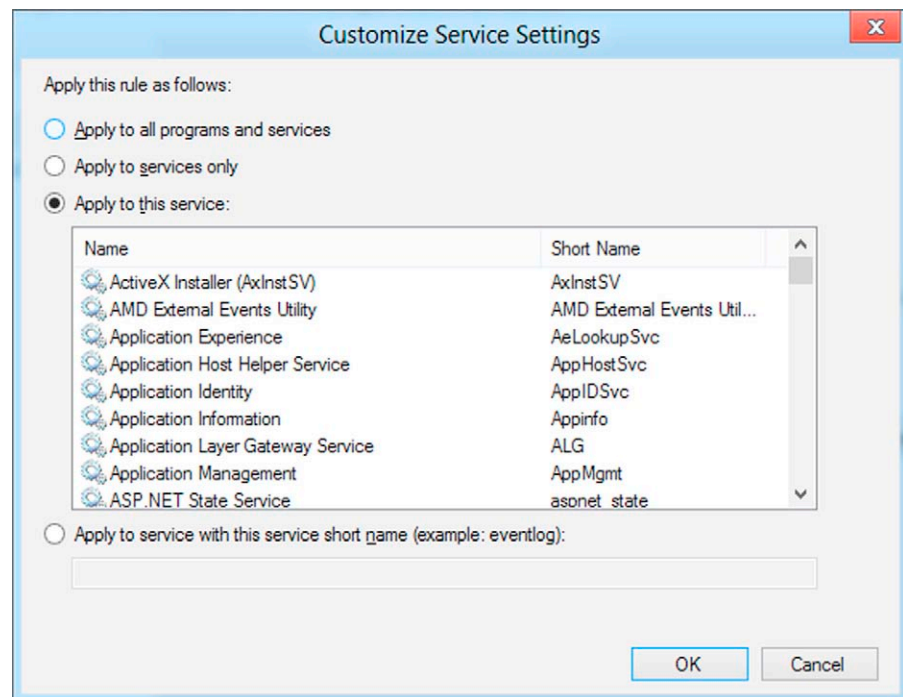 Customize Service Settings
x
Apply this rule as follows:
Apply to all programs and services
Apply to services only
Apply to this service:
Name Short Name
ActiveX Installer (AxInstSV) AxInstSV
AMD External Events Utility AMD External Events Util...
Application Experience AeLookupSvc
Application Host Helper Service AppHostSvc
Application Identity AppIDSvc
Application Information Appinfo
Application Layer Gateway Service ALG
Application Management AppMgmt
ASP.NET State Service aspnet_state
Apply to service with this service short name (example: eventlog):
OK Cancel